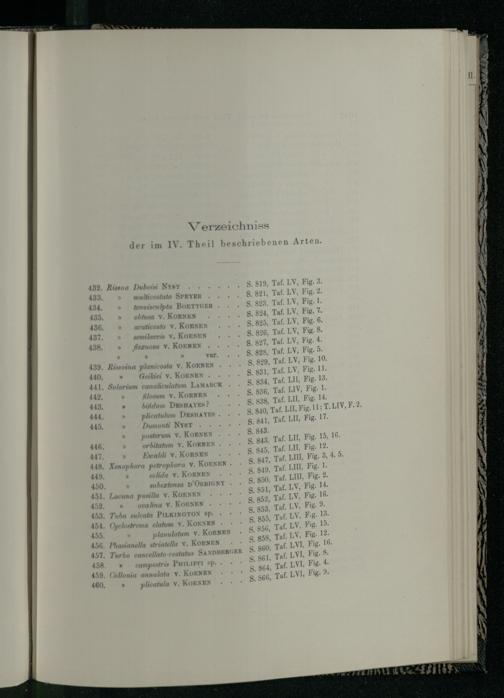 II.
Verzeichniss
der im IV. Theil beschriebenen Arten.
432. Rissoa Duboisi NYST . . . . . . S. 819, Taf. LV, Fig. 3.
433. » multicostata SPEYER . . . . S. 821, Taf. LV, Fig. 2.
434. » tenuisculpta BOETTGER . . . S. 823, Taf. LV, Fig. 1.
435. » obtusa v. KOENEN . . . . S. 824, Taf. LV, Fig. 7.
436. » acuticosta v. KOENEN . . . S. 825, Taf. LV, Fig. 6.
437. » semilaevis v. KOENEN . . . S. 826, Taf. LV, Fig. 8.
438. » flexuosa v. KOENEN . . . . S. 827, Taf. LV, Fig. 4.
» » » var. . . . S. 828, Taf. LV, Fig. 5.
439. Rissoina planicosta v. KOENEN . . . S. 829, Taf. LV, Fig. 10.
440. » Geikiei v. KOENEN . . . . S. 831, Taf. LV, Fig. 11.
441. Solarium canaliculatum LAMARCK . . . S. 834, Taf. LII, Fig. 13.
442. » filosum v. KOENEN . . . S. 836, Taf. LIV, Fig. 1.
443. » bifidum DESHAYES? . . . S. 838, Taf. LII, Fig. 14.
444. » plicatulum DESHAYES . . . S. 840, Taf. LII, Fig. 11; T. LIV, F. 2.
445. » Dumonti NYST . . . . . S. 841, Taf. LII, Fig. 17.
» posterum v. KOENEN . . . S. 843.
446. » orbitatum v. KOENEN . . . S. 843, Taf. LII, Fig. 15, 16.
447. » Ewaldi v. KOENEN . . . S. 845, Taf. LII, Fig. 12.
448. Xenophora petrophora v. KOENEN . S. 847, Taf. LIII, Fig. 3, 4, 5.
449. » solida v. KOENEN . . . S. 849, Taf. LIII, Fig. 1.
450. » subextensa D'ORBIGNY . . S. 850, Taf. LIII, Fig. 2.
451. Lacuna pusilla v. KOENEN . . . . S. 851, Taf. LV, Fig. 14.
452. » ovalina v. KOENEN . . . . S. 852, Taf. LV, Fig. 16.
453. Tuba sulcata PILKINGTON sp. . . . S. 853, Taf. LV, Fig. 9.
454. Cyclostrema elatum v. KOENEN . . . S. 855, Taf. LV, Fig. 13.
455. » planulatum v. KOENEN . . S. 856, Taf. LV, Fig. 15.
456. Phasianella striatella v. KOENEN . . S. 858, Taf. LV, Fig. 12.
457. Turbo cancellato-costatus SANDBERGER S. 860, Taf. LVI, Fig. 16.
458. » campestris PHILIPPI sp. . . . S. 861, Taf. LVI, Fig. 8.
459. Collonia annulata v. KOENEN . . . S. 864, Taf. LVI, Fig. 4.
460. » plicatula v. KOENEN . . . S. 866, Taf. LVI, Fig. 9.